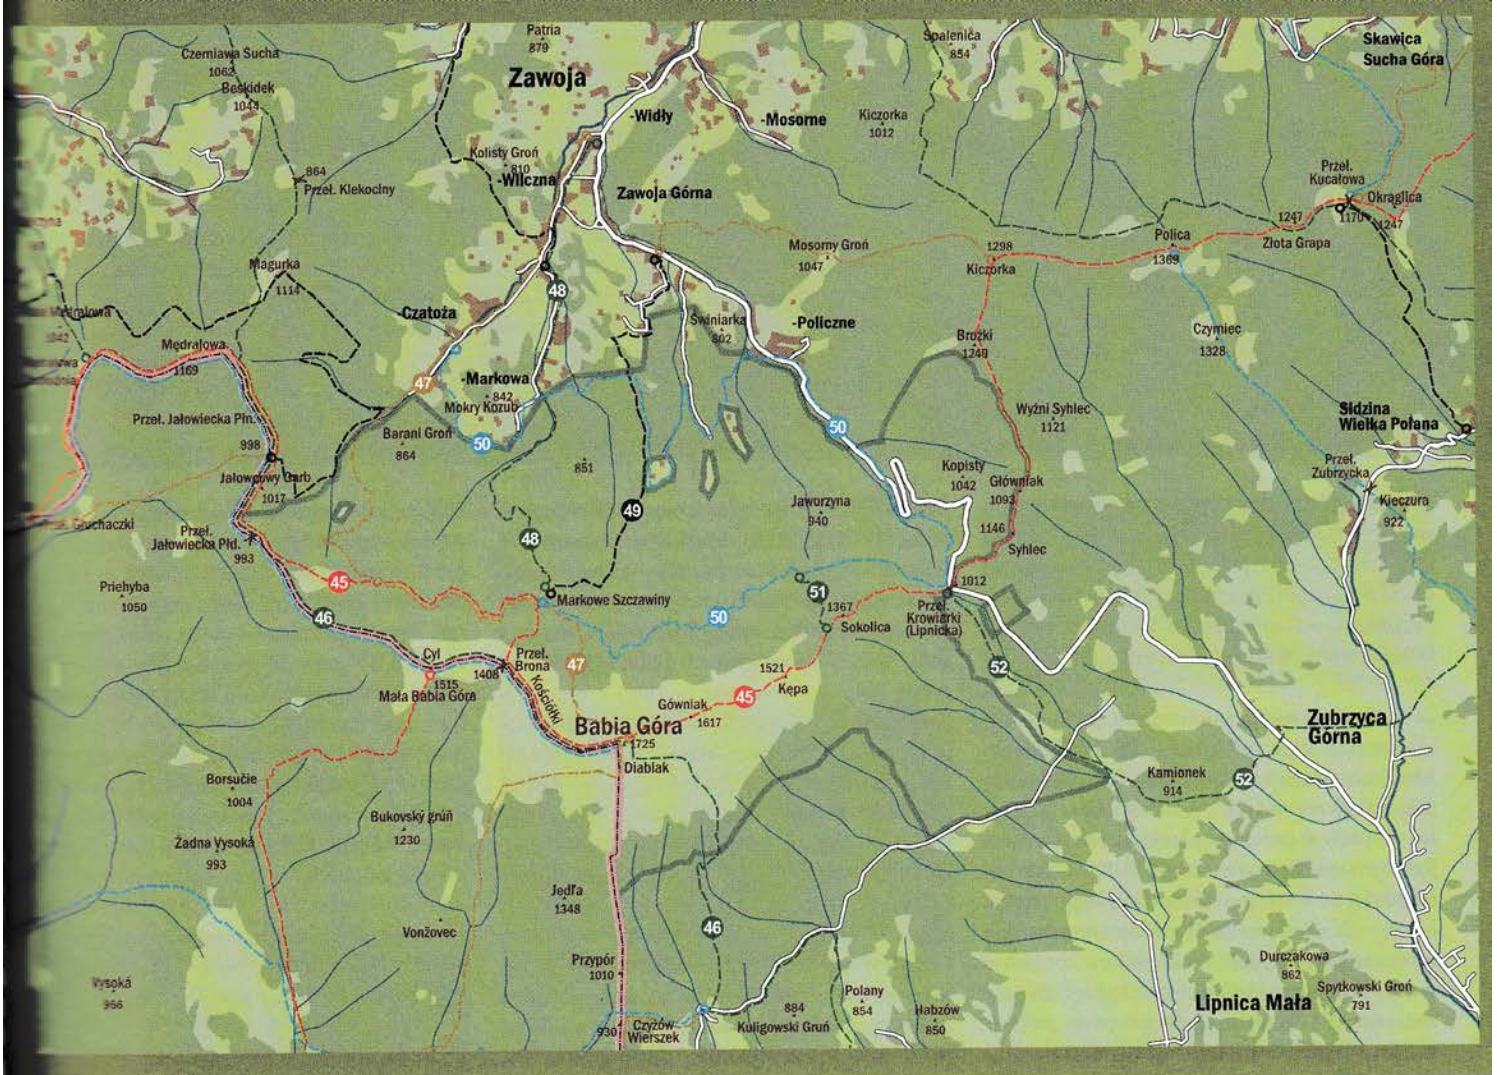 Patria
879
Spalenica
854
Skawica
Sucha Góra
Czerniawa Sucha
1062
Beskidek
1044
Zawoja
-Widły
-Mosorne
Kiczorka
1012
Kolisty Groń
810
-Wilczna
Zawoja Górna
864
Przeł. Klekociny
Przeł.
Kucałowa
Okrąglica
1170
1247
1247
Złota Grapa
Polica
1369
1298
Kiczorka
Mosorny Groń
1047
Magurka
1114
48
-Czatoża
Świniarka
802
-Policzne
Brożki
1240
Czymiec
1328
Mędralowa
1169
47
-Markowa
842
Mokry Kozub
Przeł. Jałowiecka Płn.
998
Barani Groń
864
50
50
Wyżni Syhlec
1121
Sidzina
Wielka Polana
851
Kopisty
1042
Główniak
1093
Przeł.
Zubrzycka
Kieczura
922
Jałowcowy Garb
1017
49
Jaworzyna
940
Przeł.
Jałowiecka Płd.
993
48
1146
Syhlec
Priehyba
1050
45
Markowe Szczawiny
51
1012
Przeł.
Krowiarki
(Lipnicka)
46
50
1367
Sokolica
Cyl
1515
Mała Babia Góra
1408
Przeł.
Brona
Kościółki
47
1521
Kępa
52
45
Gówniak
1617
Babia Góra
1725
Diablak
Zubrzyca
Górna
Borsučie
1004
Kamionek
914
52
Bukovský grúň
1230
Žadna Vysoká
993
Jedľa
1348
Vonžovec
46
Przypór
1010
Vysoká
966
Durczakowa
862
Spytkowski Groń
791
Lipnica Mała
930
Czyżów
Wierszek
884
Kuligowski Gruń
Polany
854
Habzów
850